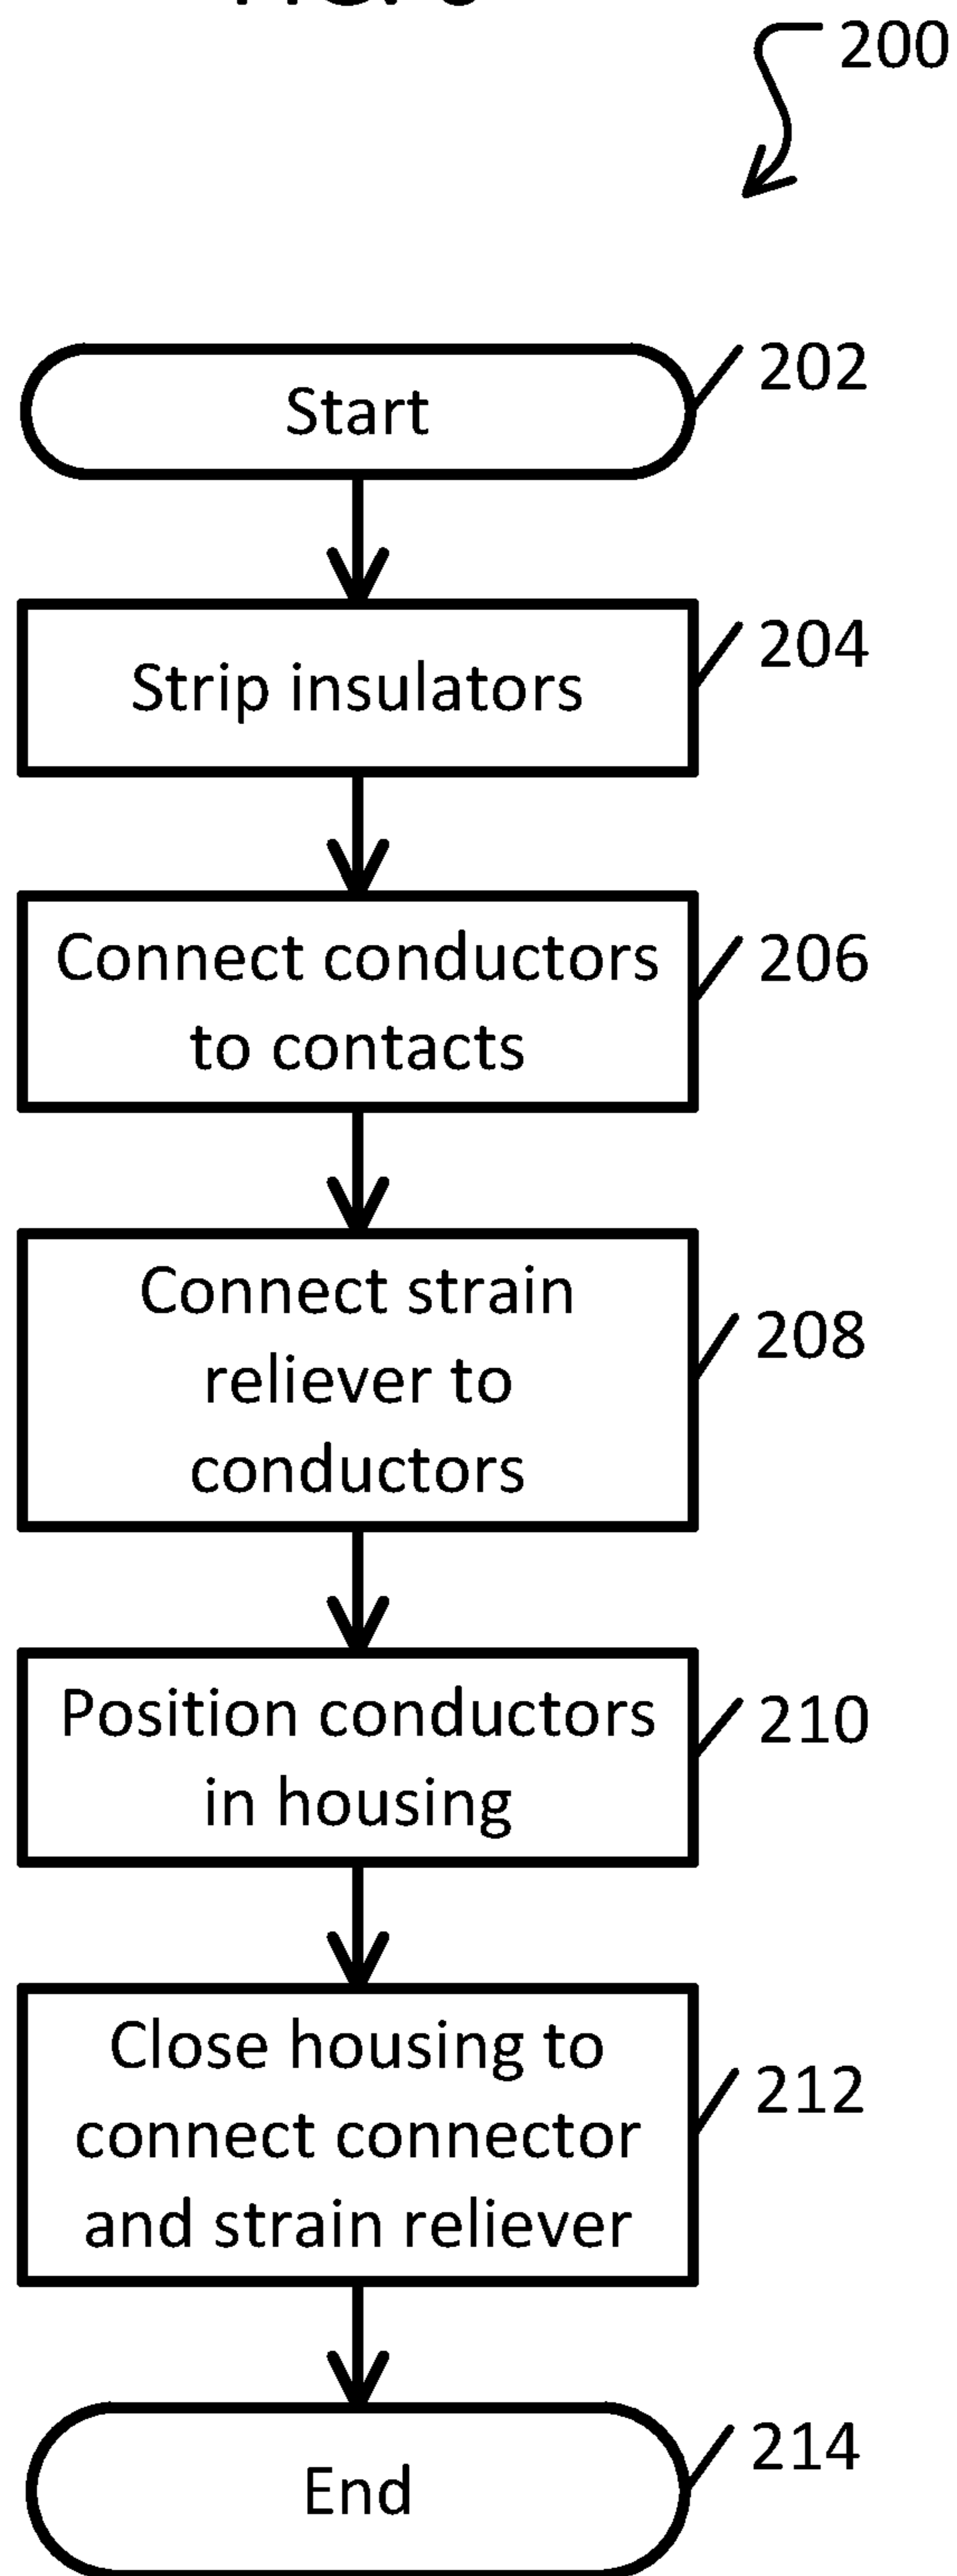 200
202
Start
204
Strip insulators
206
Connect conductors
to contacts
208
Connect strain
reliever to
conductors
210
Position conductors
in housing
212
Close housing to
connect connector
and strain reliever
214
End